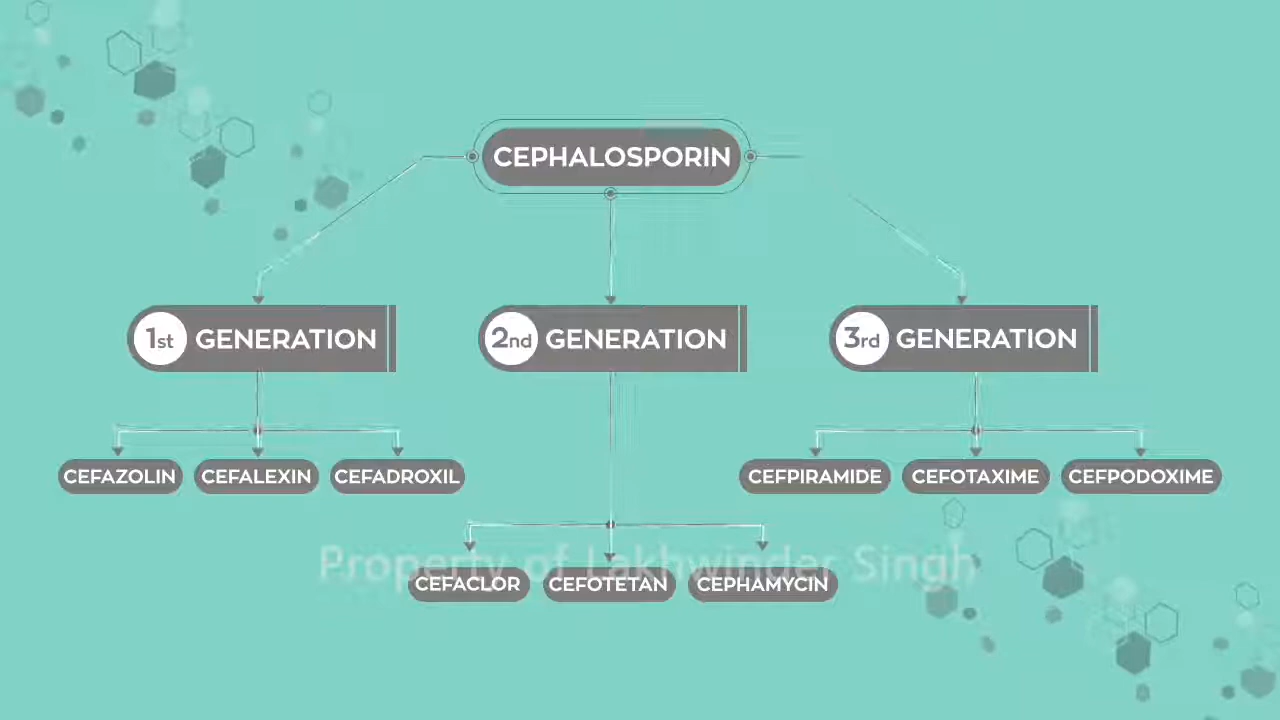 CEPHALOSPORIN
1st GENERATION
2nd GENERATION
3rd GENERATION
CEFAZOLIN
CEFALEXIN
CEFADROXIL
CEFPIRAMIDE
CEFOTAXIME
CEFPODOXIME
Property of Lakhwinder Singh
CEFACLOR
CEFOTETAN
CEPHAMYCIN